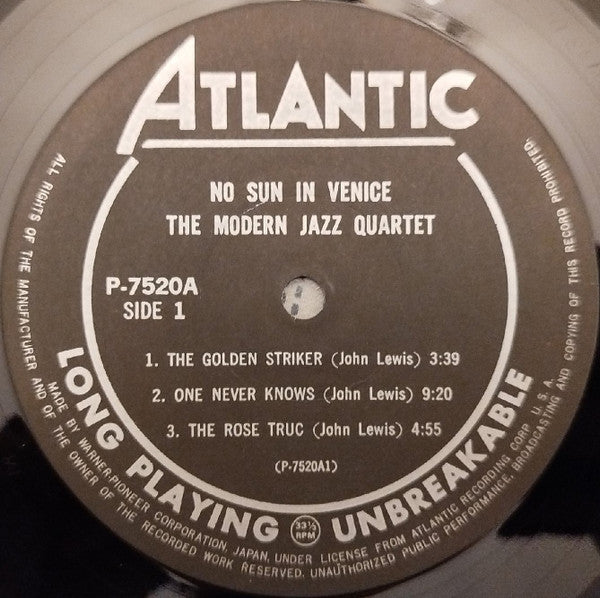 ATLANTIC
NO SUN IN VENICE
THE MODERN JAZZ QUARTET
P-7520A
SIDE 1
1. THE GOLDEN STRIKER (John Lewis) 3:39
2. ONE NEVER KNOWS (John Lewis) 9:20
3. THE ROSE TRUC (John Lewis) 4:55
(P-7520A1)
LONG PLAYING 33⅓ RPM UNBREAKABLE
MADE BY WARNER-PIONEER CORPORATION, JAPAN, UNDER LICENSE FROM ATLANTIC RECORDING CORP. U.S.A.
ALL RIGHTS OF THE MANUFACTURER AND OF THE OWNER OF THE RECORDED WORK RESERVED. UNAUTHORIZED PUBLIC PERFORMANCE, BROADCASTING AND COPYING OF THIS RECORD PROHIBITED.